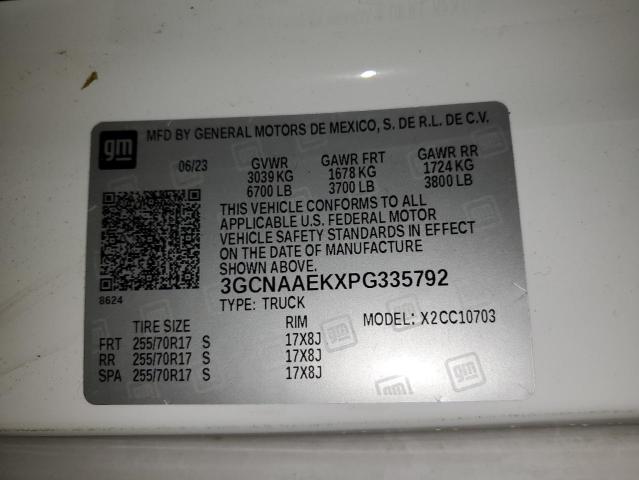 gm MFD BY GENERAL MOTORS DE MEXICO, S. DE R.L. DE C.V.
06/23 GVWR GAWR FRT GAWR RR
3039 KG 1678 KG 1724 KG
6700 LB 3700 LB 3800 LB
THIS VEHICLE CONFORMS TO ALL
APPLICABLE U.S. FEDERAL MOTOR
VEHICLE SAFETY STANDARDS IN EFFECT
ON THE DATE OF MANUFACTURE
SHOWN ABOVE.
8624 3GCNAAEKXPG335792
TYPE: TRUCK
TIRE SIZE RIM MODEL: X2CC10703
FRT 255/70R17 S 17X8J
RR 255/70R17 S 17X8J
SPA 255/70R17 S 17X8J